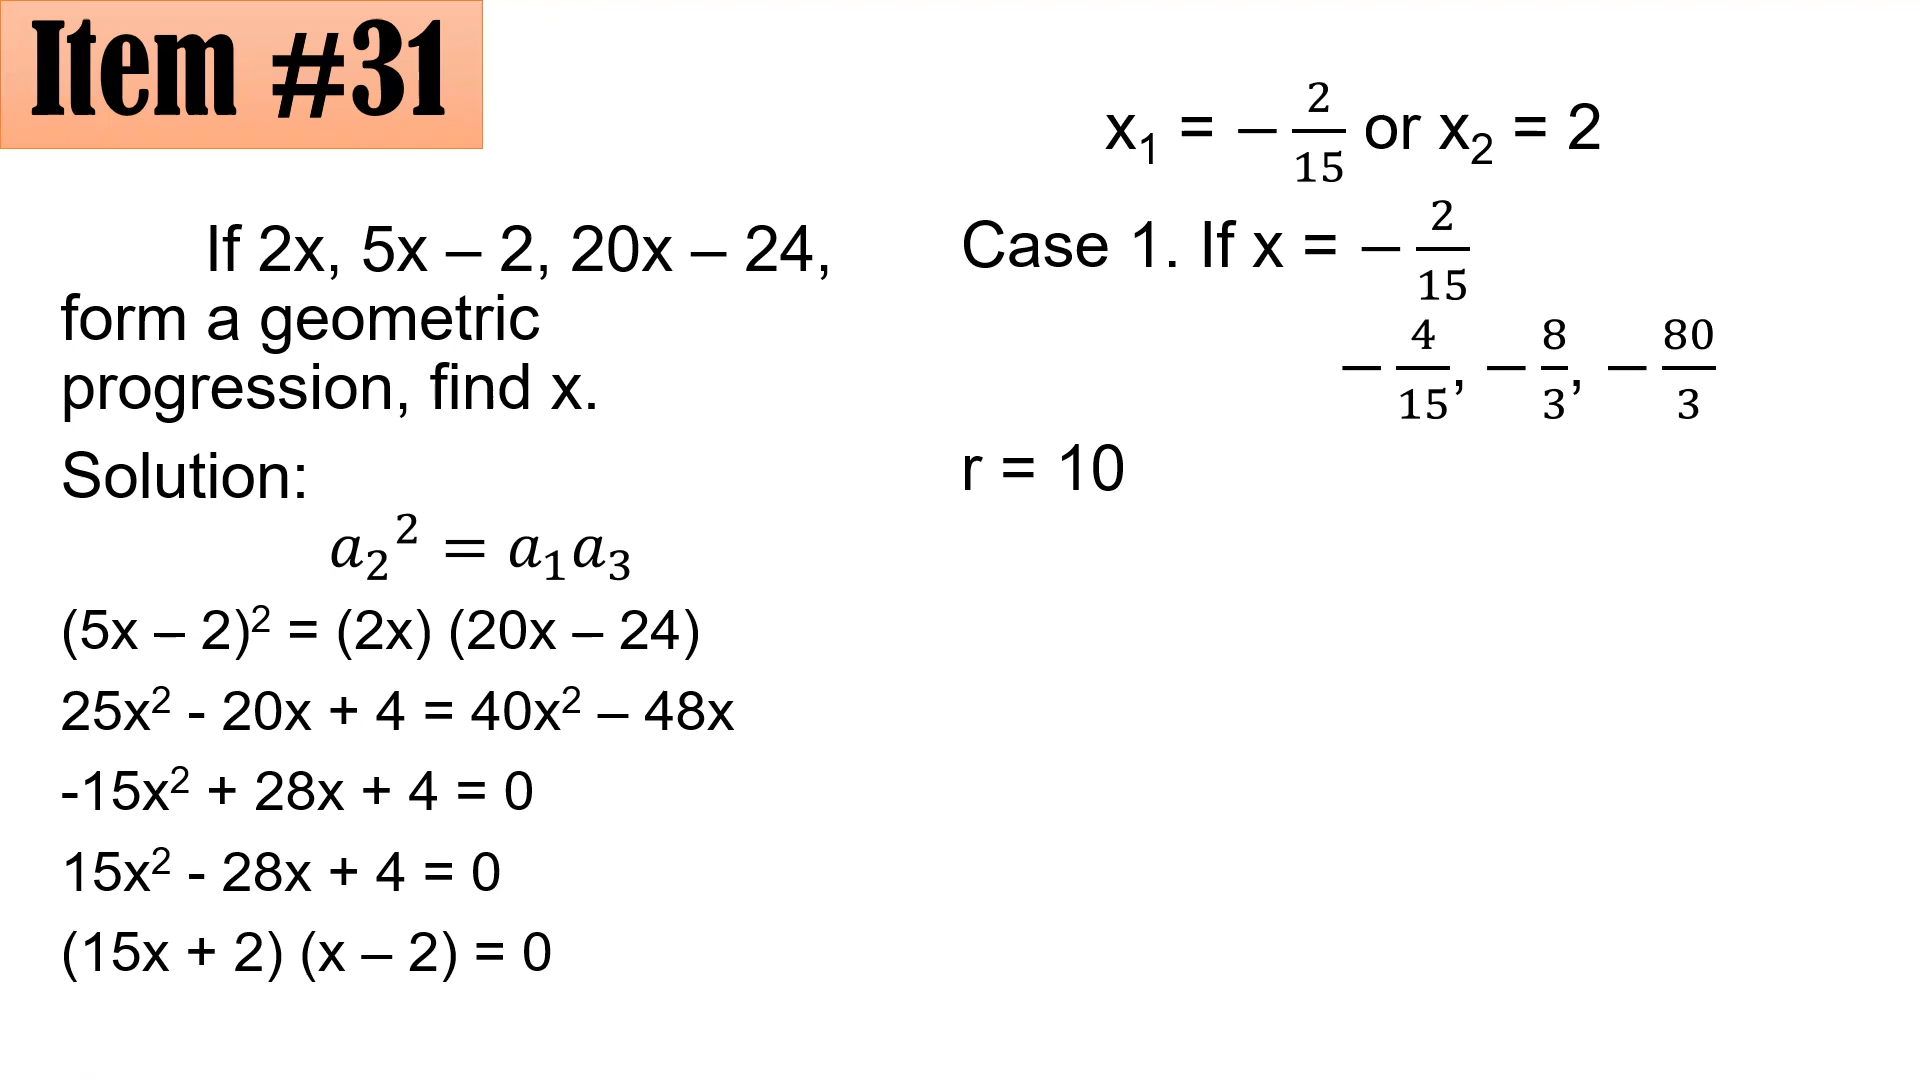 Item #31
If 2x, 5x – 2, 20x – 24,
form a geometric
progression, find x.
Solution:
a₂² = a₁a₃
(5x – 2)² = (2x) (20x – 24)
25x² - 20x + 4 = 40x² – 48x
-15x² + 28x + 4 = 0
15x² - 28x + 4 = 0
(15x + 2) (x – 2) = 0
x₁ = −2/15 or x₂ = 2
Case 1. If x = −2/15
−4/15, −8/3, −80/3
r = 10